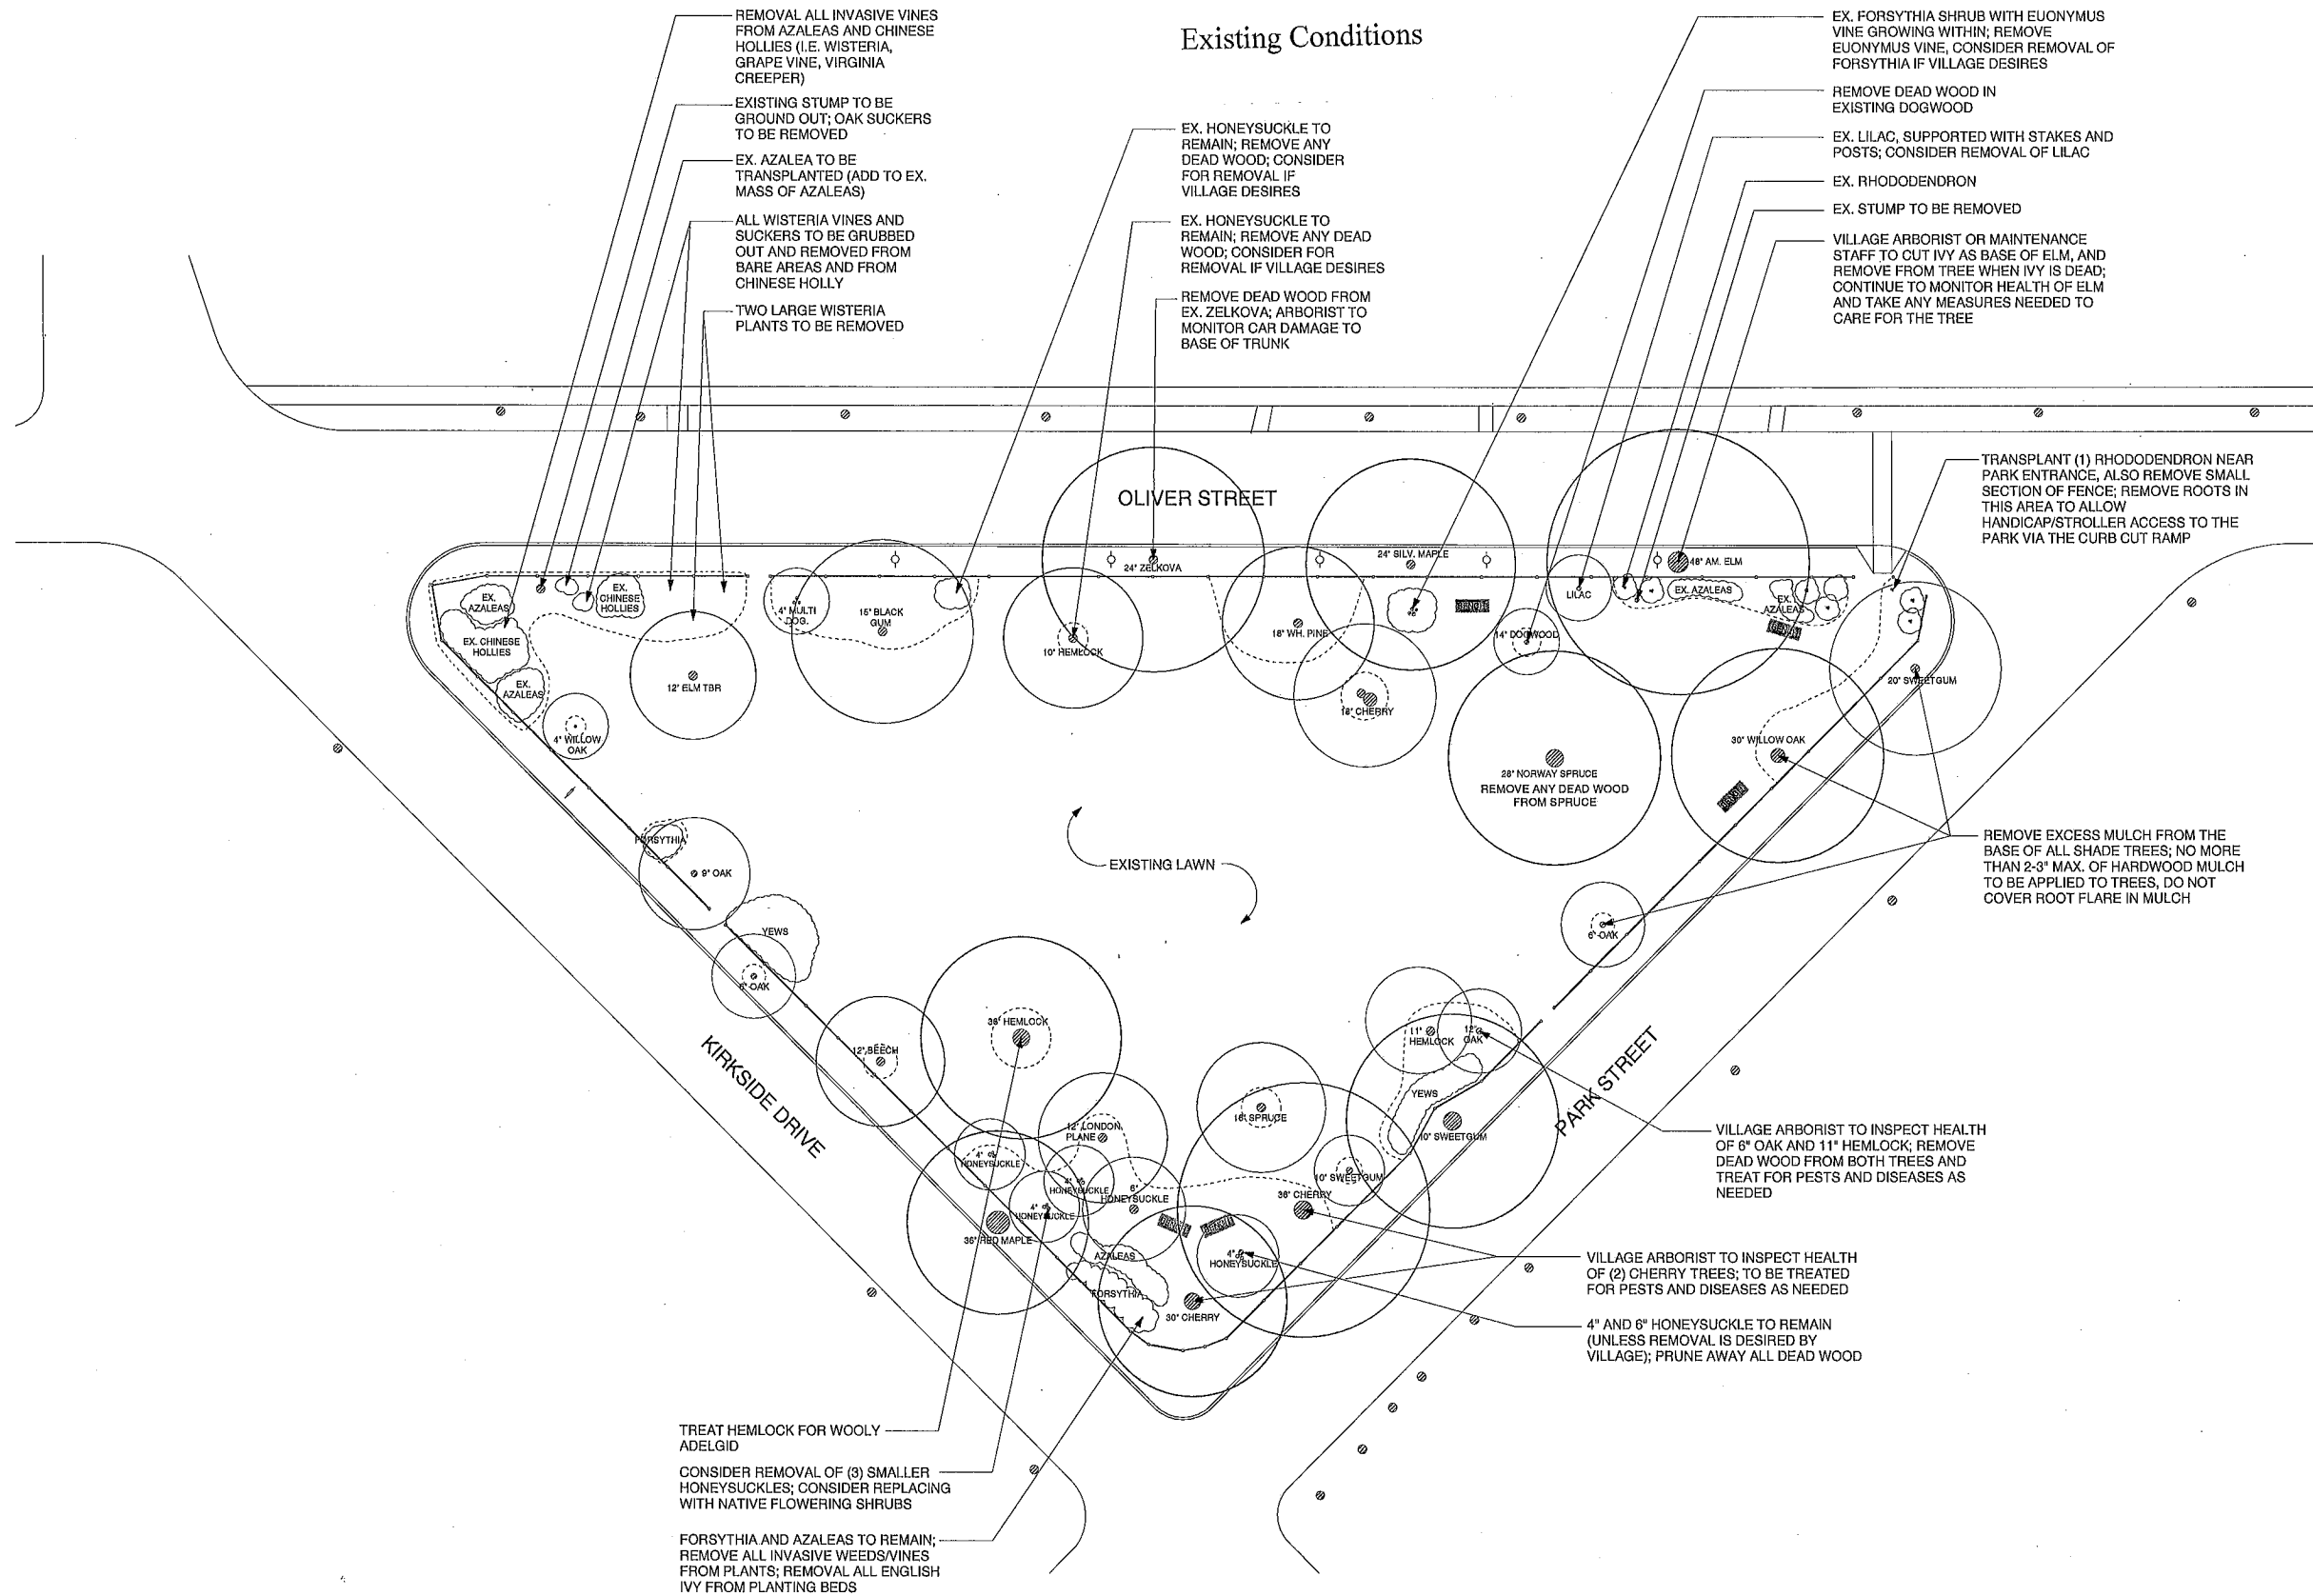 Existing Conditions
REMOVAL ALL INVASIVE VINES
FROM AZALEAS AND CHINESE
HOLLIES (I.E. WISTERIA,
GRAPE VINE, VIRGINIA
CREEPER)
EXISTING STUMP TO BE
GROUND OUT; OAK SUCKERS
TO BE REMOVED
EX. AZALEA TO BE
TRANSPLANTED (ADD TO EX.
MASS OF AZALEAS)
ALL WISTERIA VINES AND
SUCKERS TO BE GRUBBED
OUT AND REMOVED FROM
BARE AREAS AND FROM
CHINESE HOLLY
TWO LARGE WISTERIA
PLANTS TO BE REMOVED
EX. HONEYSUCKLE TO
REMAIN; REMOVE ANY
DEAD WOOD; CONSIDER
FOR REMOVAL IF
VILLAGE DESIRES
EX. HONEYSUCKLE TO
REMAIN; REMOVE ANY DEAD
WOOD; CONSIDER FOR
REMOVAL IF VILLAGE DESIRES
REMOVE DEAD WOOD FROM
EX. ZELKOVA; ARBORIST TO
MONITOR CAR DAMAGE TO
BASE OF TRUNK
EX. FORSYTHIA SHRUB WITH EUONYMUS
VINE GROWING WITHIN; REMOVE
EUONYMUS VINE, CONSIDER REMOVAL OF
FORSYTHIA IF VILLAGE DESIRES
REMOVE DEAD WOOD IN
EXISTING DOGWOOD
EX. LILAC, SUPPORTED WITH STAKES AND
POSTS; CONSIDER REMOVAL OF LILAC
EX. RHODODENDRON
EX. STUMP TO BE REMOVED
VILLAGE ARBORIST OR MAINTENANCE
STAFF TO CUT IVY AS BASE OF ELM, AND
REMOVE FROM TREE WHEN IVY IS DEAD;
CONTINUE TO MONITOR HEALTH OF ELM
AND TAKE ANY MEASURES NEEDED TO
CARE FOR THE TREE
TRANSPLANT (1) RHODODENDRON NEAR
PARK ENTRANCE, ALSO REMOVE SMALL
SECTION OF FENCE; REMOVE ROOTS IN
THIS AREA TO ALLOW
HANDICAP/STROLLER ACCESS TO THE
PARK VIA THE CURB CUT RAMP
OLIVER STREET
24" ZELKOVA
24" SILV. MAPLE
48" AM. ELM
EX.
AZALEAS
EX. CHINESE
HOLLIES
EX.
AZALEAS
EX.
CHINESE
HOLLIES
4" MULTI
DOG.
15" BLACK
GUM
10" HEMLOCK
18" WH. PINE
BENCH
LILAC
EX. AZALEAS
EX.
AZALEAS
BENCH
14" DOGWOOD
12" ELM TBR
18" CHERRY
20" SWEETGUM
4" WILLOW
OAK
30" WILLOW OAK
28" NORWAY SPRUCE
REMOVE ANY DEAD WOOD
FROM SPRUCE
BENCH
FORSYTHIA
9" OAK
EXISTING LAWN
REMOVE EXCESS MULCH FROM THE
BASE OF ALL SHADE TREES; NO MORE
THAN 2-3" MAX. OF HARDWOOD MULCH
TO BE APPLIED TO TREES, DO NOT
COVER ROOT FLARE IN MULCH
YEWS
6" OAK
6" OAK
36" HEMLOCK
12" BEECH
11"
HEMLOCK
12"
OAK
YEWS
KIRKSIDE DRIVE
PARK STREET
12" LONDON
PLANE
16" SPRUCE
10" SWEETGUM
4"
HONEYSUCKLE
4"
HONEYSUCKLE
6"
HONEYSUCKLE
4"
HONEYSUCKLE
10" SWEETGUM
36" CHERRY
36" RED MAPLE
BENCH
BENCH
AZALEAS
4"
HONEYSUCKLE
FORSYTHIA
30" CHERRY
VILLAGE ARBORIST TO INSPECT HEALTH
OF 6" OAK AND 11" HEMLOCK; REMOVE
DEAD WOOD FROM BOTH TREES AND
TREAT FOR PESTS AND DISEASES AS
NEEDED
VILLAGE ARBORIST TO INSPECT HEALTH
OF (2) CHERRY TREES; TO BE TREATED
FOR PESTS AND DISEASES AS NEEDED
4" AND 6" HONEYSUCKLE TO REMAIN
(UNLESS REMOVAL IS DESIRED BY
VILLAGE); PRUNE AWAY ALL DEAD WOOD
TREAT HEMLOCK FOR WOOLY
ADELGID
CONSIDER REMOVAL OF (3) SMALLER
HONEYSUCKLES; CONSIDER REPLACING
WITH NATIVE FLOWERING SHRUBS
FORSYTHIA AND AZALEAS TO REMAIN;
REMOVE ALL INVASIVE WEEDS/VINES
FROM PLANTS; REMOVAL ALL ENGLISH
IVY FROM PLANTING BEDS